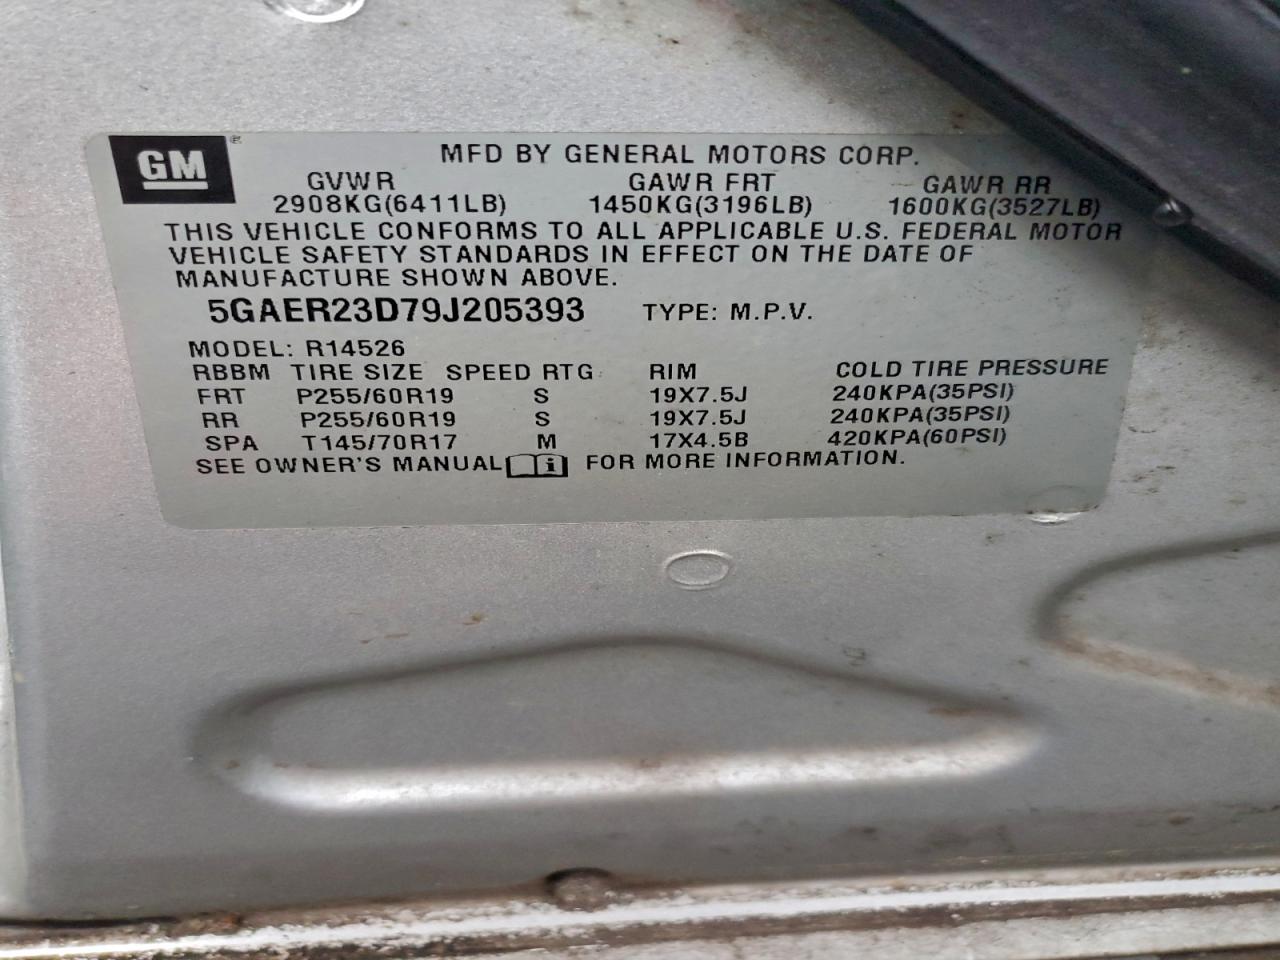 GM®
MFD BY GENERAL MOTORS CORP.
GVWR GAWR FRT GAWR RR
2908KG(6411LB) 1450KG(3196LB) 1600KG(3527LB)
THIS VEHICLE CONFORMS TO ALL APPLICABLE U.S. FEDERAL MOTOR
VEHICLE SAFETY STANDARDS IN EFFECT ON THE DATE OF
MANUFACTURE SHOWN ABOVE.
5GAER23D79J205393 TYPE: M.P.V.
MODEL: R14526
RBBM TIRE SIZE SPEED RTG RIM COLD TIRE PRESSURE
FRT P255/60R19 S 19X7.5J 240KPA(35PSI)
RR P255/60R19 S 19X7.5J 240KPA(35PSI)
SPA T145/70R17 M 17X4.5B 420KPA(60PSI)
SEE OWNER'S MANUAL i FOR MORE INFORMATION.